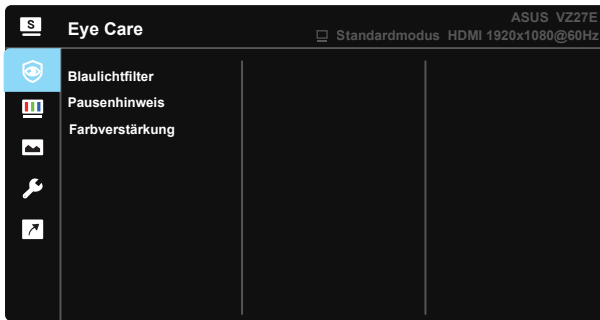 S
Eye Care
ASUS VZ27E
Standardmodus HDMI 1920x1080@60Hz
Blaulichtfilter
Pausenhinweis
Farbverstärkung